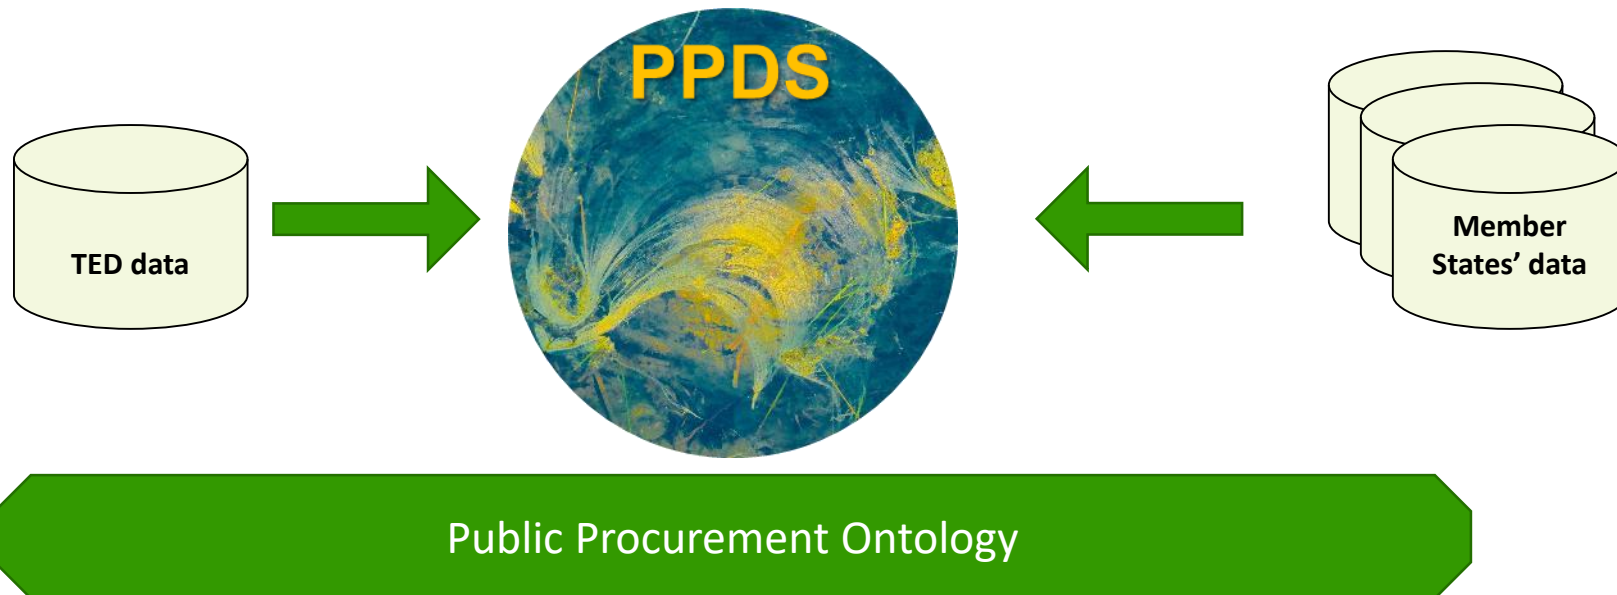 PPDS
TED data
Member
States’ data
Public Procurement Ontology